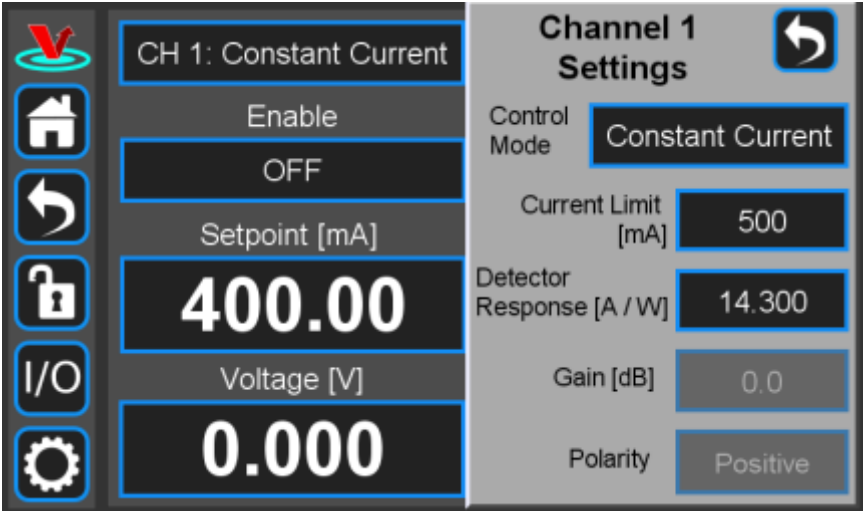 CH 1: Constant Current
Enable
OFF
Setpoint [mA]
400.00
Voltage [V]
0.000
I/O
Channel 1
Settings
Control
Mode
Constant Current
Current Limit
[mA]
500
Detector
Response [A / W]
14.300
Gain [dB]
0.0
Polarity
Positive